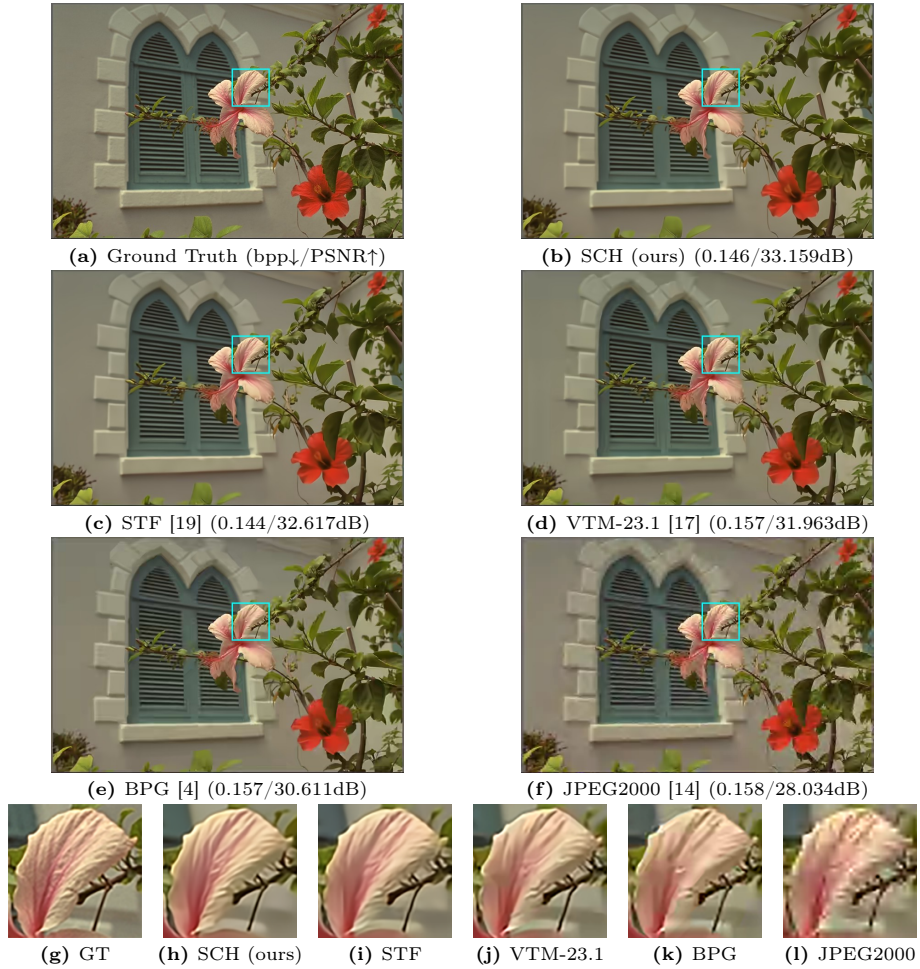 (a) Ground Truth (bpp↓/PSNR↑)
(b) SCH (ours) (0.146/33.159dB)
(c) STF [19] (0.144/32.617dB)
(d) VTM-23.1 [17] (0.157/31.963dB)
(e) BPG [4] (0.157/30.611dB)
(f) JPEG2000 [14] (0.158/28.034dB)
(g) GT
(h) SCH (ours)
(i) STF
(j) VTM-23.1
(k) BPG
(l) JPEG2000